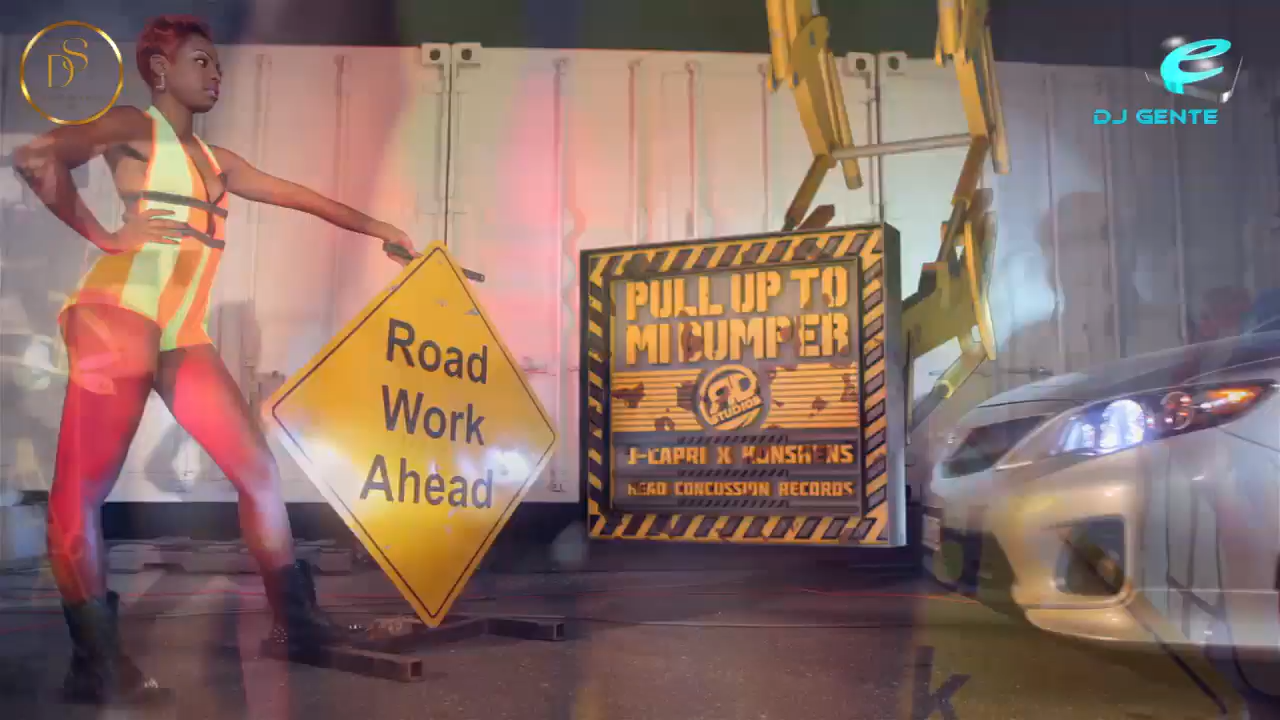 DS
DJ GENTE
Road
Work
Ahead
PULL UP TO
MI BUMPER
RD
STUDIOS
J-CAPRI X KONSHENS
HEAD CONCUSSION RECORDS
K